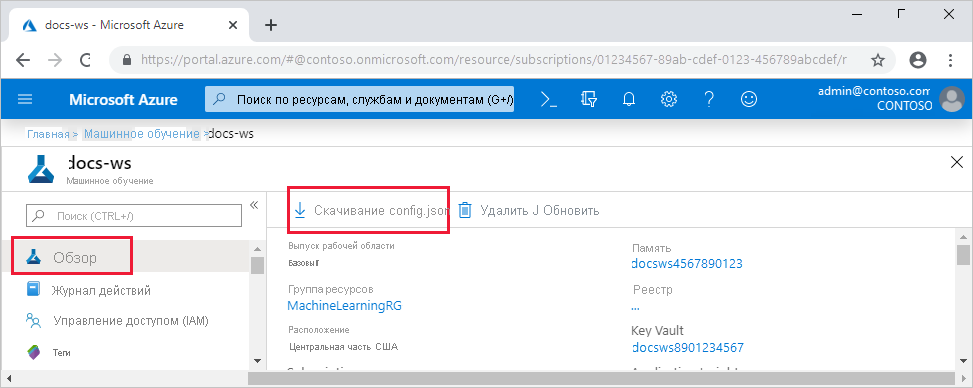 docs-ws - Microsoft Azure
https://portal.azure.com/#@contoso.onmicrosoft.com/resource/subscriptions/01234567-89ab-cdef-0123-456789abcdef/r
Microsoft Azure
Поиск по ресурсам, службам и документам (G+/)
admin@contoso.com
CONTOSO
Главная > Машинное обучение > docs-ws
docs-ws
Машинное обучение
Поиск (CTRL+/)
Скачивание config.json
Удалить J Обновить
Обзор
Журнал действий
Управление доступом (IAM)
Теги
Выпуск рабочей области
Базовый
Память
docsws4567890123
Группа ресурсов
MachineLearningRG
Реестр
...
Расположение
Центральная часть США
Key Vault
docsws8901234567